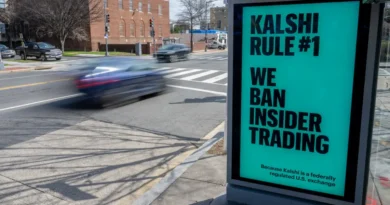 KALSHI
RULE #1
WE
BAN
INSIDER
TRADING
Because Kalshi is a federally
regulated U.S. exchange